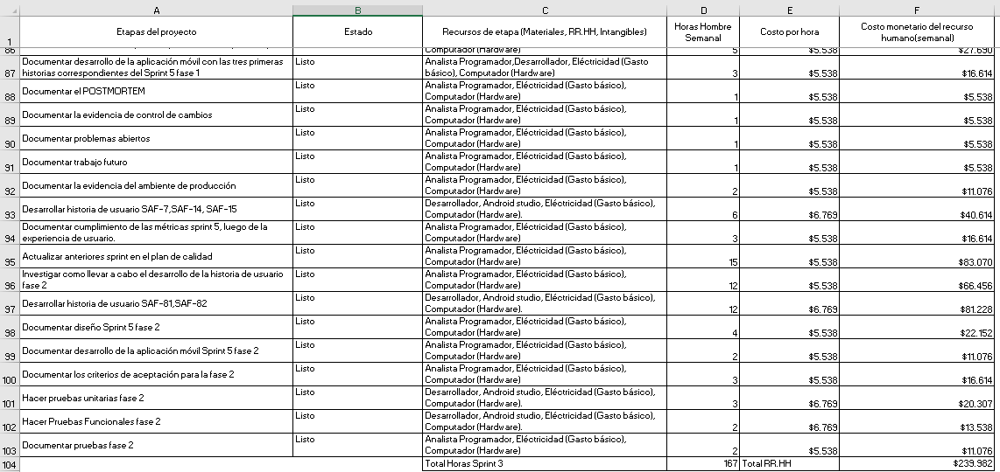 A B C D E F
1 Etapas del proyecto Estado Recursos de etapa (Materiales, RR.HH, Intangibles) Horas Hombre Semanal Costo por hora Costo monetario del recurso humano(semanal)
86 Computador (Hardware) 5 $5.538 $27.690
87 Documentar desarrollo de la aplicación móvil con las tres primeras historias correspondientes del Sprint 5 fase 1 Listo Analista Programador,Desarrollador, Eléctricidad (Gasto básico), Computador (Hardware) 3 $5.538 $16.614
88 Documentar el POSTMORTEM Listo Analista Programador, Eléctricidad (Gasto básico), Computador (Hardware) 1 $5.538 $5.538
89 Documentar la evidencia de control de cambios Listo Analista Programador, Eléctricidad (Gasto básico), Computador (Hardware) 1 $5.538 $5.538
90 Documentar problemas abiertos Listo Analista Programador, Eléctricidad (Gasto básico), Computador (Hardware) 1 $5.538 $5.538
91 Documentar trabajo futuro Listo Analista Programador, Eléctricidad (Gasto básico), Computador (Hardware) 1 $5.538 $5.538
92 Documentar la evidencia del ambiente de producción Listo Analista Programador, Eléctricidad (Gasto básico), Computador (Hardware) 2 $5.538 $11.076
93 Desarrollar historia de usuario SAF-7,SAF-14, SAF-15 Listo Desarrollador, Android studio, Eléctricidad (Gasto básico), Computador (Hardware). 6 $6.769 $40.614
94 Documentar cumplimiento de las métricas sprint 5, luego de la experiencia de usuario. Listo Analista Programador, Eléctricidad (Gasto básico), Computador (Hardware) 3 $5.538 $16.614
95 Actualizar anteriores sprint en el plan de calidad Listo Analista Programador, Eléctricidad (Gasto básico), Computador (Hardware) 15 $5.538 $83.070
96 Investigar como llevar a cabo el desarrollo de la historia de usuario fase 2 Listo Analista Programador, Eléctricidad (Gasto básico), Computador (Hardware) 12 $5.538 $66.456
97 Desarrollar historia de usuario SAF-81,SAF-82 Listo Desarrollador, Android studio, Eléctricidad (Gasto básico), Computador (Hardware). 12 $6.769 $81.228
98 Documentar diseño Sprint 5 fase 2 Listo Analista Programador, Eléctricidad (Gasto básico), Computador (Hardware) 4 $5.538 $22.152
99 Documentar desarrollo de la aplicación móvil Sprint 5 fase 2 Listo Analista Programador, Eléctricidad (Gasto básico), Computador (Hardware) 2 $5.538 $11.076
100 Documentar los criterios de aceptación para la fase 2 Listo Analista Programador, Eléctricidad (Gasto básico), Computador (Hardware) 3 $5.538 $16.614
101 Hacer pruebas unitarias fase 2 Listo Desarrollador, Android studio, Eléctricidad (Gasto básico), Computador (Hardware). 3 $6.769 $20.307
102 Hacer Pruebas Funcionales fase 2 Listo Desarrollador, Android studio, Eléctricidad (Gasto básico), Computador (Hardware). 2 $6.769 $13.538
103 Documentar pruebas fase 2 Listo Analista Programador, Eléctricidad (Gasto básico), Computador (Hardware) 2 $5.538 $11.076
104 Total Horas Sprint 3 167 Total RR.HH $239.982